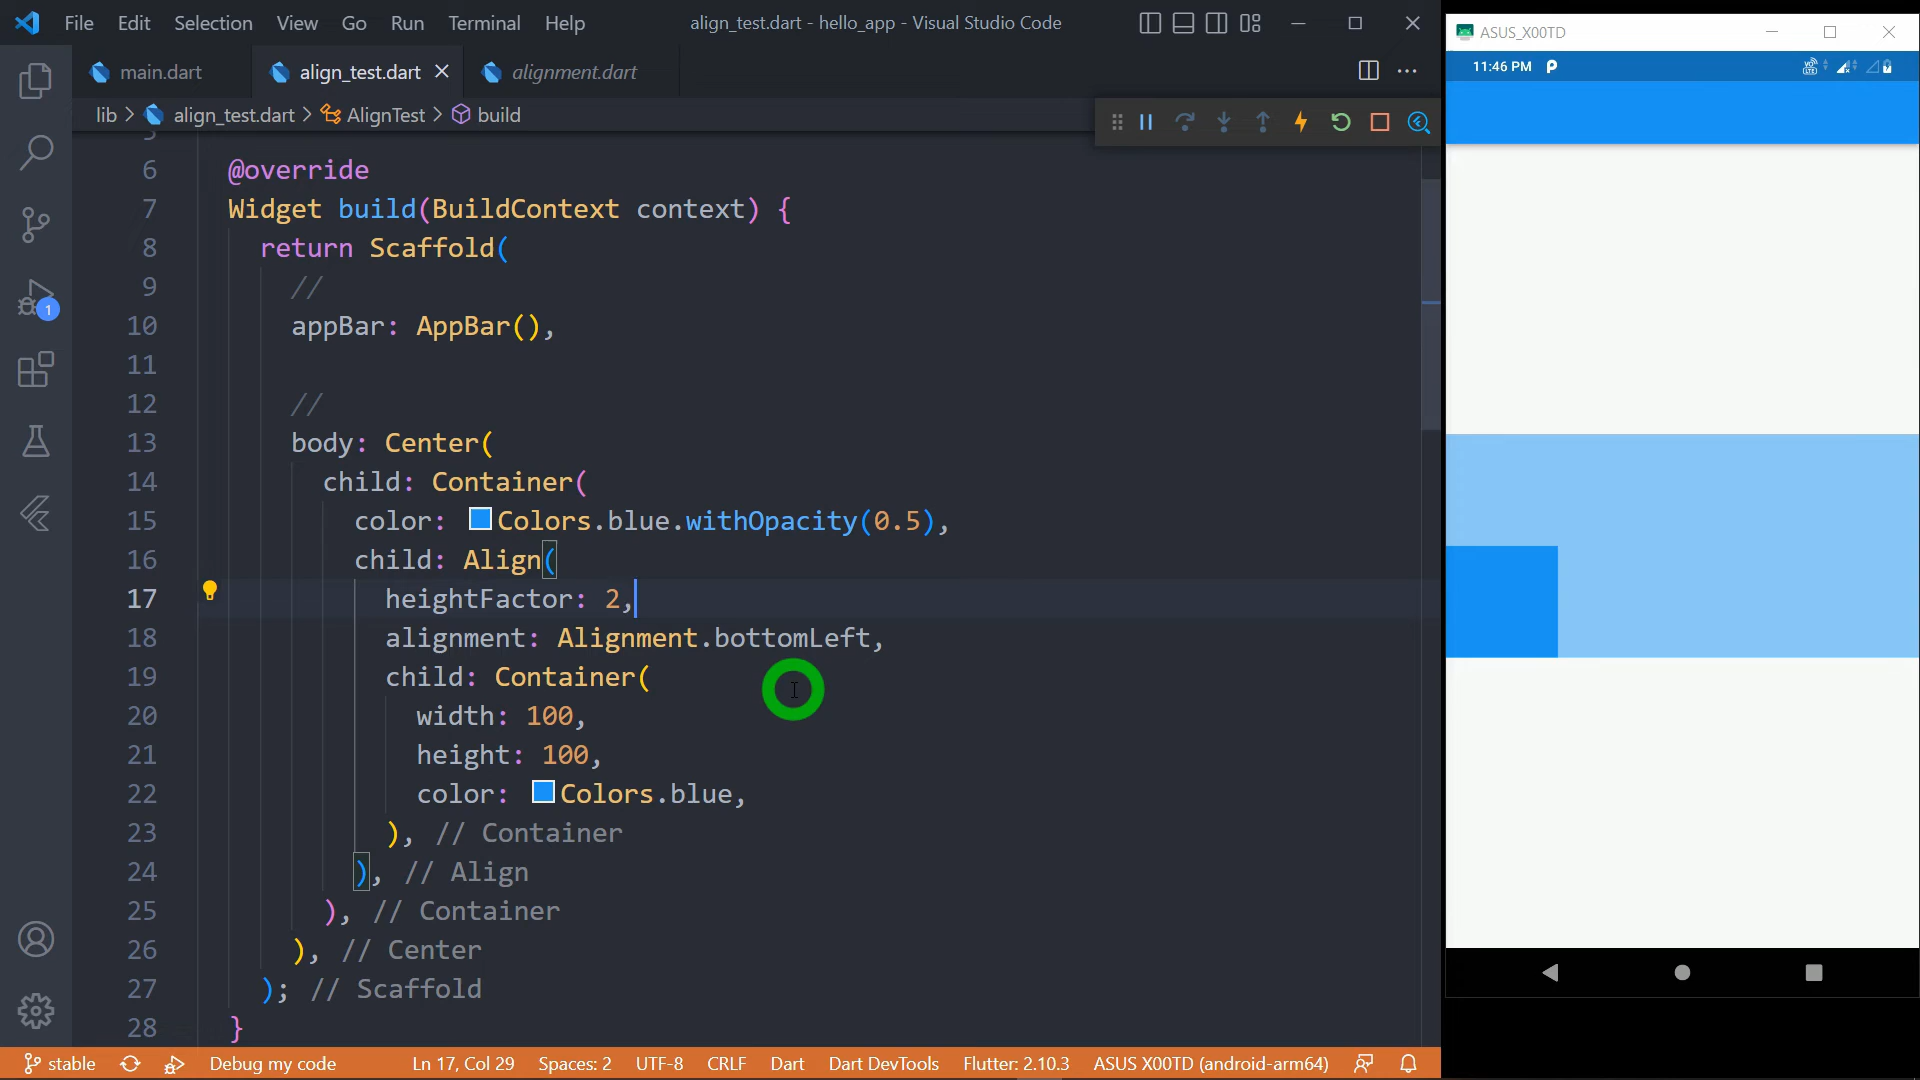 File Edit Selection View Go Run Terminal Help
align_test.dart - hello_app - Visual Studio Code
ASUS_X00TD
main.dart
align_test.dart
alignment.dart
11:46 PM
lib > align_test.dart > AlignTest > build
5
6 @override
7 Widget build(BuildContext context) {
8 return Scaffold(
9 //
10 appBar: AppBar(),
11
12 //
13 body: Center(
14 child: Container(
15 color: Colors.blue.withOpacity(0.5),
16 child: Align(
17 heightFactor: 2,
18 alignment: Alignment.bottomLeft,
19 child: Container(
20 width: 100,
21 height: 100,
22 color: Colors.blue,
23 ), // Container
24 ), // Align
25 ), // Container
26 ), // Center
27 ); // Scaffold
28 }
1
stable Debug my code Ln 17, Col 29 Spaces: 2 UTF-8 CRLF Dart Dart DevTools Flutter: 2.10.3 ASUS X00TD (android-arm64)